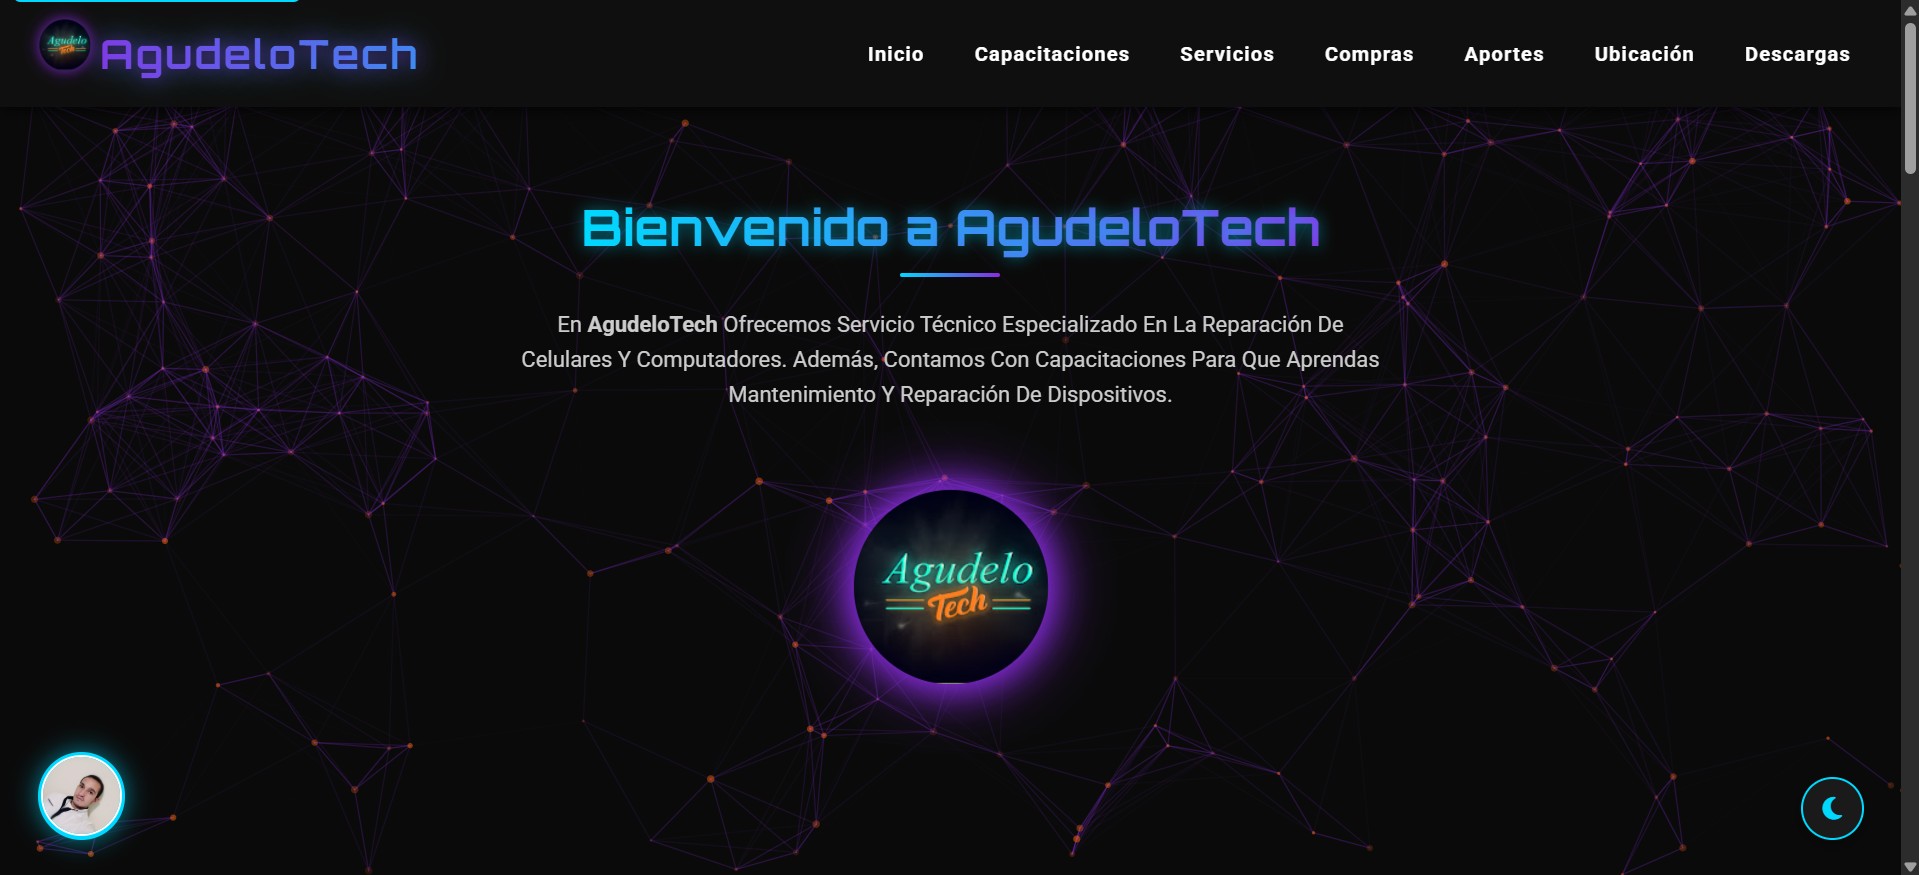 Agudelo
Tech
AgudeloTech
Inicio
Capacitaciones
Servicios
Compras
Aportes
Ubicación
Descargas
Bienvenido a AgudeloTech
En AgudeloTech Ofrecemos Servicio Técnico Especializado En La Reparación De
Celulares Y Computadores. Además, Contamos Con Capacitaciones Para Que Aprendas
Mantenimiento Y Reparación De Dispositivos.
Agudelo
Tech